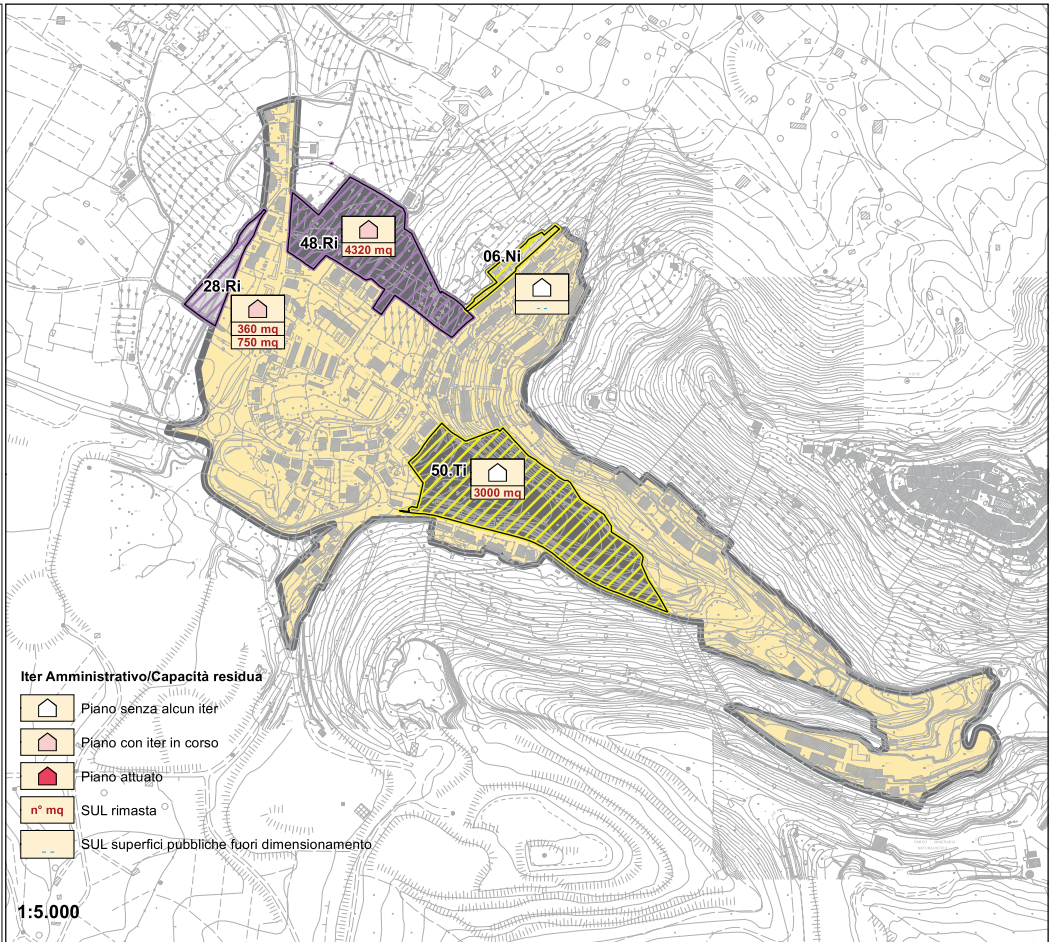 48.Ri
4320 mq
06.Ni
- -
28.Ri
360 mq
750 mq
50.Ti
3000 mq
Iter Amministrativo/Capacità residua
Piano senza alcun iter
Piano con iter in corso
Piano attuato
n° mq SUL rimasta
- - SUL superfici pubbliche fuori dimensionamento
1:5.000